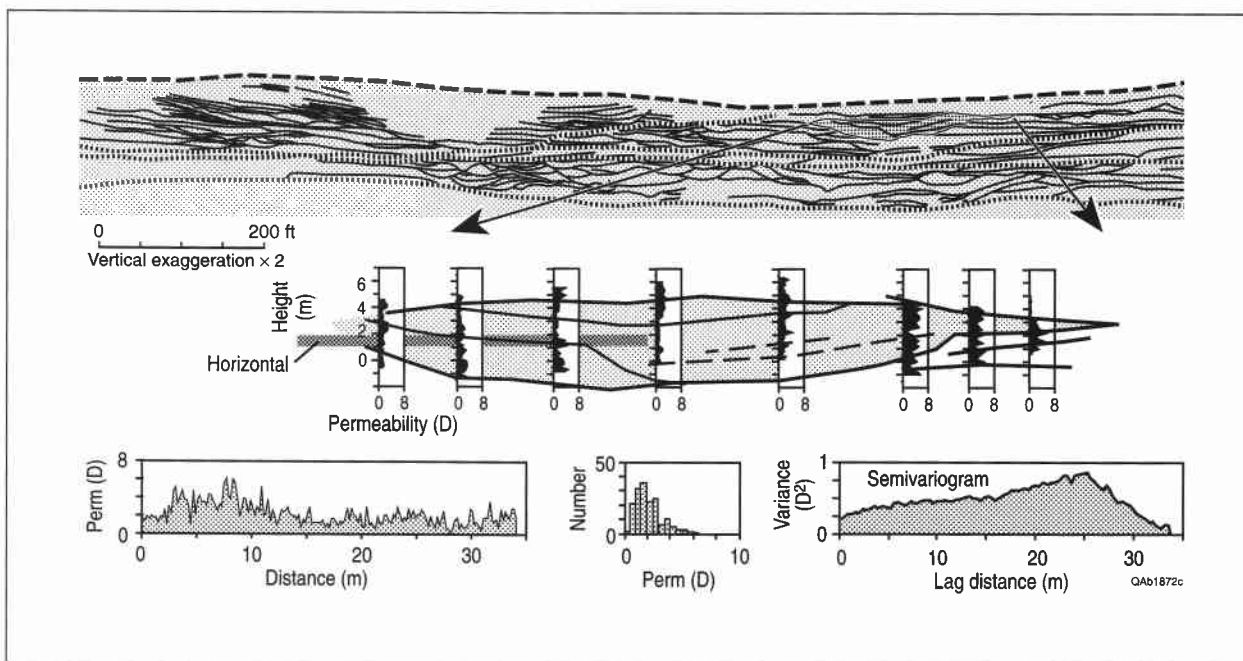 0 200 ft
Vertical exaggeration × 2
Height (m)
6
4
2
0
Horizontal
0 8 0 8 0 8 0 8 0 8 0 8 0 8 0 8
Permeability (D)
Perm (D)
8
0
0 10 20 30
Distance (m)
Number
50
0
0 10
Perm (D)
Variance (D²)
1
0
Semivariogram
0 10 20 30
Lag distance (m)
QAb1872c